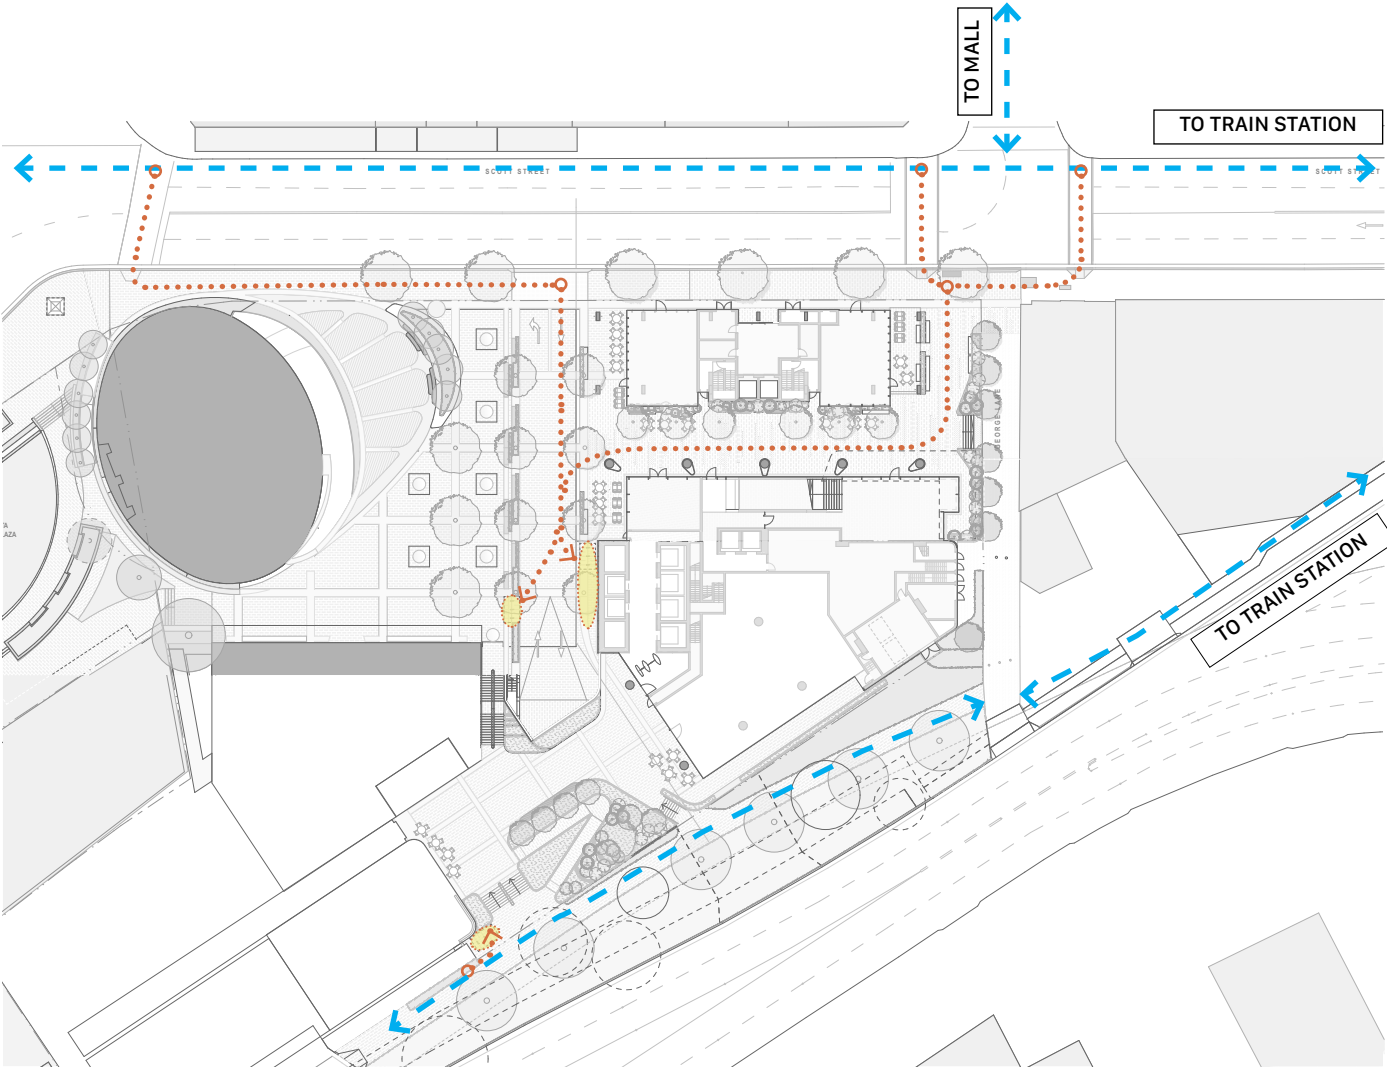 TO MALL
TO TRAIN STATION
SCOTT STREET
SCOTT STREET
GEORGE LANE
TO TRAIN STATION